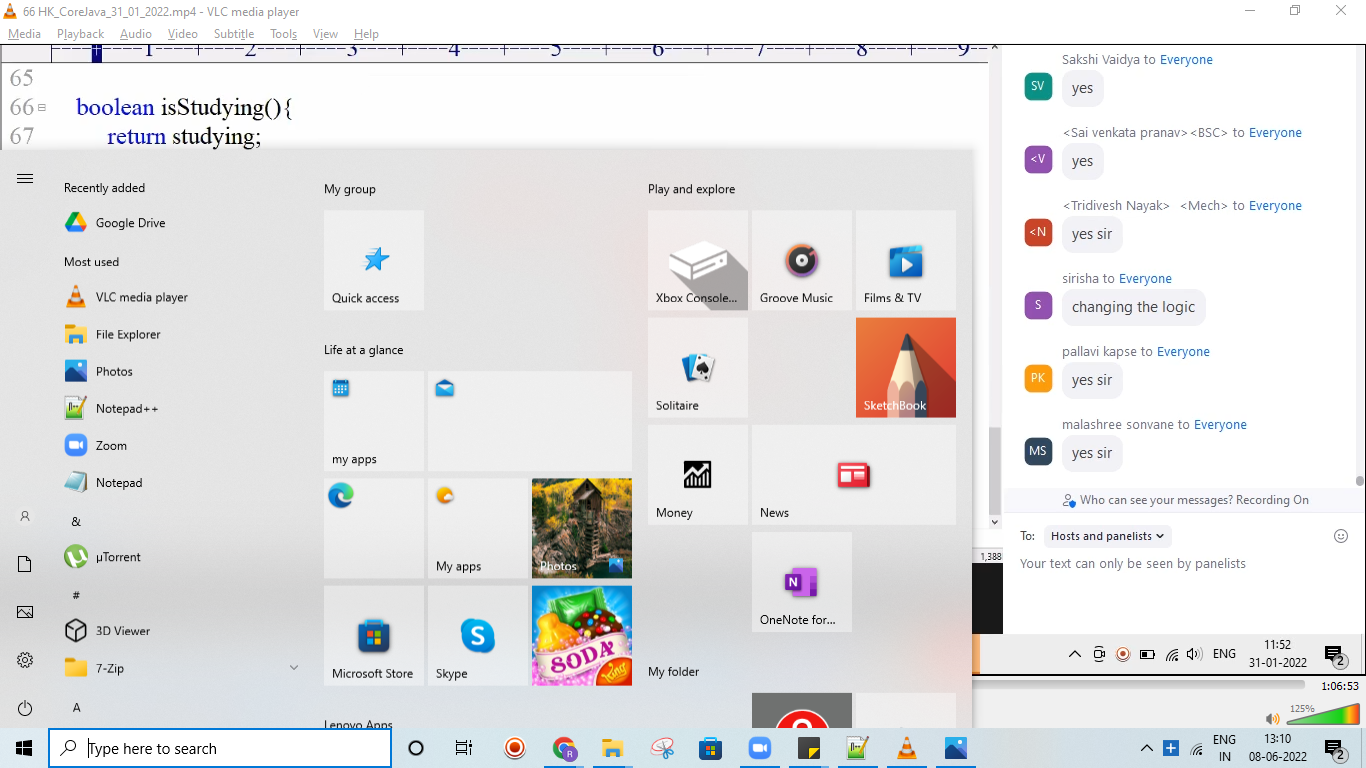 66 HK_CoreJava_31_01_2022.mp4 - VLC media player
Media Playback Audio Video Subtitle Tools View Help
----+----1----+----2----+----3----+----4----+----5----+----6----+----7----+----8----+----9--
65
66 boolean isStudying(){
67 return studying;
Recently added
Google Drive
Most used
VLC media player
File Explorer
Photos
Notepad++
Zoom
Notepad
&
µTorrent
#
3D Viewer
7-Zip
A
My group
Quick access
Life at a glance
my apps
My apps
Photos
Microsoft Store
Skype
SODA
King
Lenovo Apps
Play and explore
Xbox Console...
Groove Music
Films & TV
Solitaire
SketchBook
Money
News
N
OneNote for...
My folder
Sakshi Vaidya to Everyone
SV
yes
<Sai venkata pranav><BSC> to Everyone
<V
yes
<Tridivesh Nayak> <Mech> to Everyone
<N
yes sir
sirisha to Everyone
S
changing the logic
pallavi kapse to Everyone
PK
yes sir
malashree sonvane to Everyone
MS
yes sir
Who can see your messages? Recording On
To: Hosts and panelists
Your text can only be seen by panelists
1,388
ENG
11:52
31-01-2022
2
1:06:53
125%
Type here to search
R
ENG
IN
13:10
08-06-2022
2